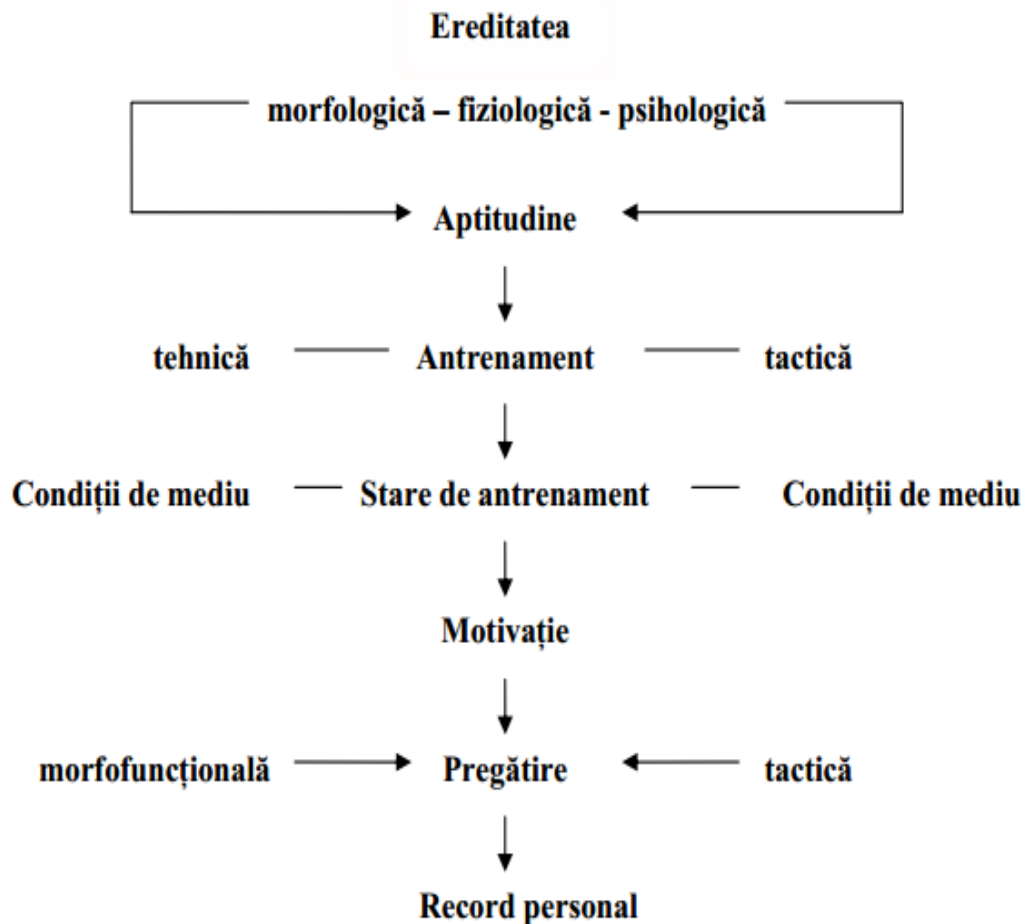 Ereditatea
morfologică – fiziologică - psihologică
Aptitudine
tehnică Antrenament tactică
Condiții de mediu Stare de antrenament Condiții de mediu
Motivație
morfofuncțională Pregătire tactică
Record personal